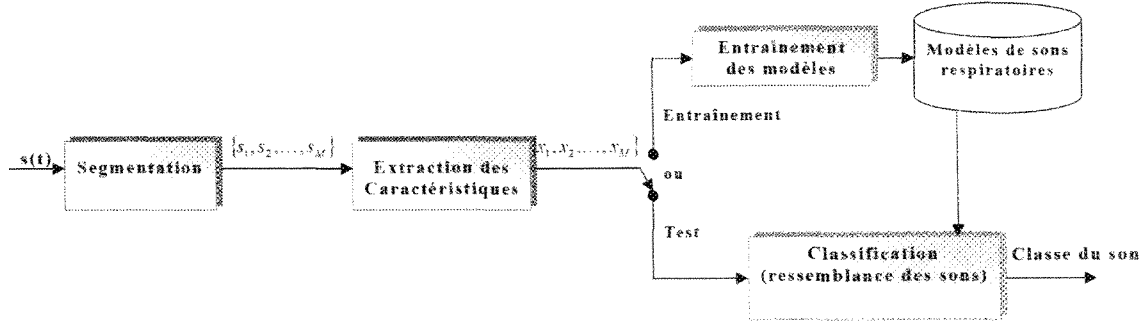 Entraînement
des modèles
Modèles de sons
respiratoires
Entraînement
s(t)
Segmentation
{s₁, s₂, ..., s_M}
Extraction des
Caractéristiques
x₁, x₂, ..., x_M}
ou
Test
Classification
(ressemblance des sons)
Classe du son